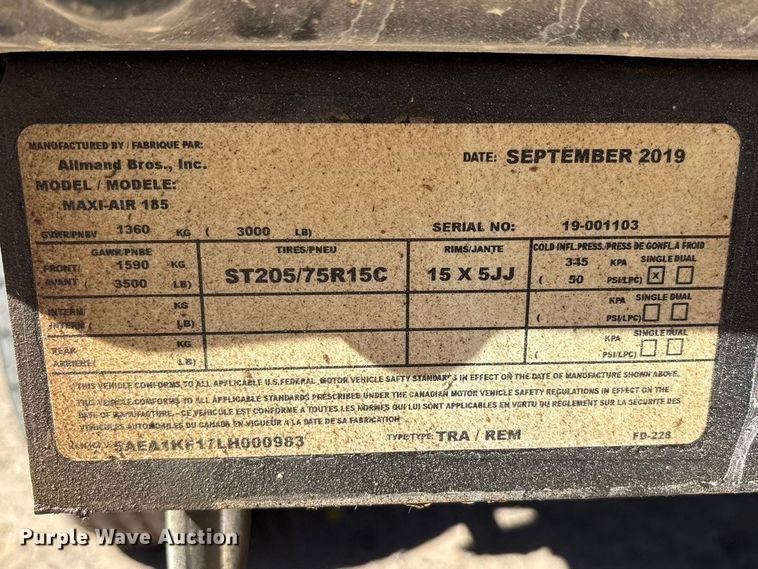 MANUFACTURED BY / FABRIQUE PAR:
Allmand Bros., Inc.
DATE: SEPTEMBER 2019
MODEL / MODELE:
MAXI-AIR 185
GVWR/PNBV 1360 KG ( 3000 LB) SERIAL NO: 19-001103
GAWR/PNBE TIRES/PNEU RIMS/JANTE COLD INFL.PRESS/PRESS DE GONFL A FROID
FRONT/ 1590 KG ST205/75R15C 15 X 5JJ 345 KPA SINGLE DUAL
AVANT ( 3500 LB) ( 50 PSI/LPC) X
INTERM/ KG KPA SINGLE DUAL
INTERM ( LB) ( PSI/LPC)
REAR KG KPA SINGLE DUAL
ARRIERE ( LB) ( PSI/LPC)
THIS VEHICLE CONFORMS TO ALL APPLICABLE U.S.FEDERAL MOTOR VEHICLE SAFTY STANDARDS IN EFFECT ON THE DATE OF MANUFACTURE SHOWN ABOVE.
THIS VEHICLE CONFORMS TO ALL APPLICABLE STANDARDS PRESCRIBED UNDER THE CANADIAN MOTOR VEHICLE SAFETY REGULATIONS IN EFFECT ON THE
DATE OF MANUFACTURE. - CE VEHICULE EST CONFORME A TOUTES LES NORMES QUI LUI SONT APPLICABLES EN VERTU DU REGLEMENT SUR LA SECURITE DES
VEHICULES AUTOMOBILES DU CANADA EN VIGUEUR A LA DATE DE SA FABRICATION
5AEA1KF17LH000983 TYPE/TYPE: TRA / REM FD-228
Purple Wave Auction